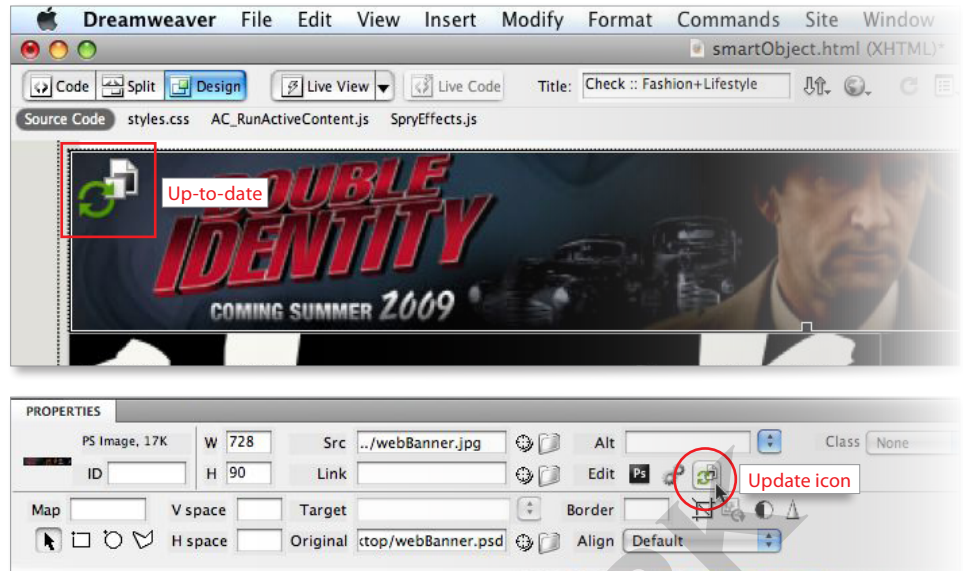 Dreamweaver File Edit View Insert Modify Format Commands Site Window
smartObject.html (XHTML)*
Code Split Design Live View Live Code Title: Check :: Fashion+Lifestyle
Source Code styles.css AC_RunActiveContent.js SpryEffects.js
Up-to-date
DOUBLE
IDENTITY
COMING SUMMER 2009
PROPERTIES
PS Image, 17K W 728 Src ../webBanner.jpg Alt Class None
ID H 90 Link Edit Ps
Update icon
Map V space Target Border
H space Original ktop/webBanner.psd Align Default